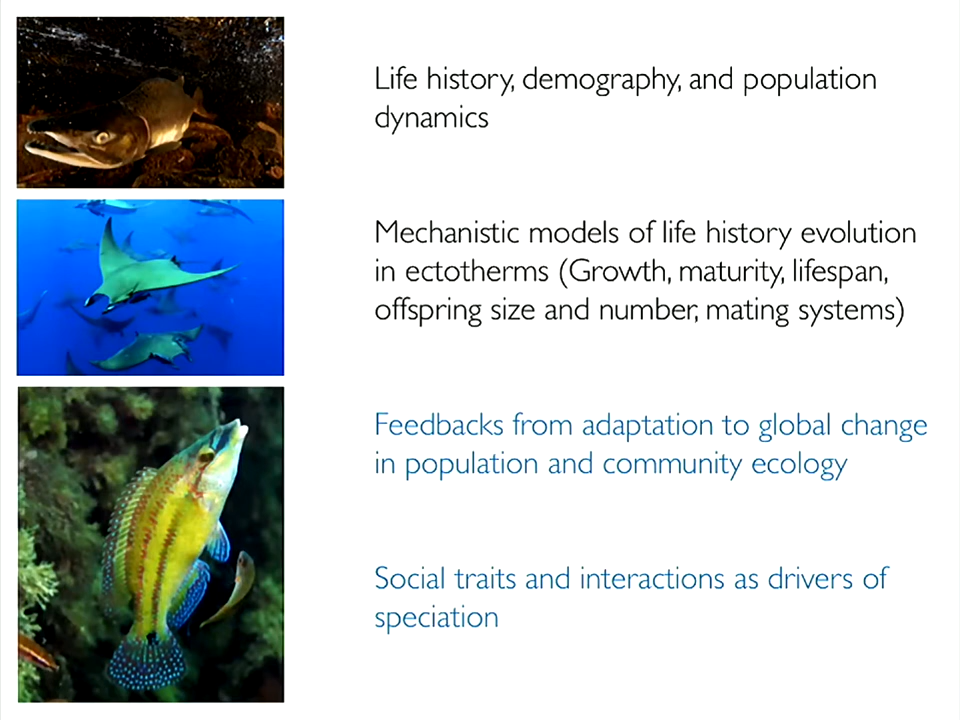 Life history, demography, and population
dynamics
Mechanistic models of life history evolution
in ectotherms (Growth, maturity, lifespan,
offspring size and number, mating systems)
Feedbacks from adaptation to global change
in population and community ecology
Social traits and interactions as drivers of
speciation